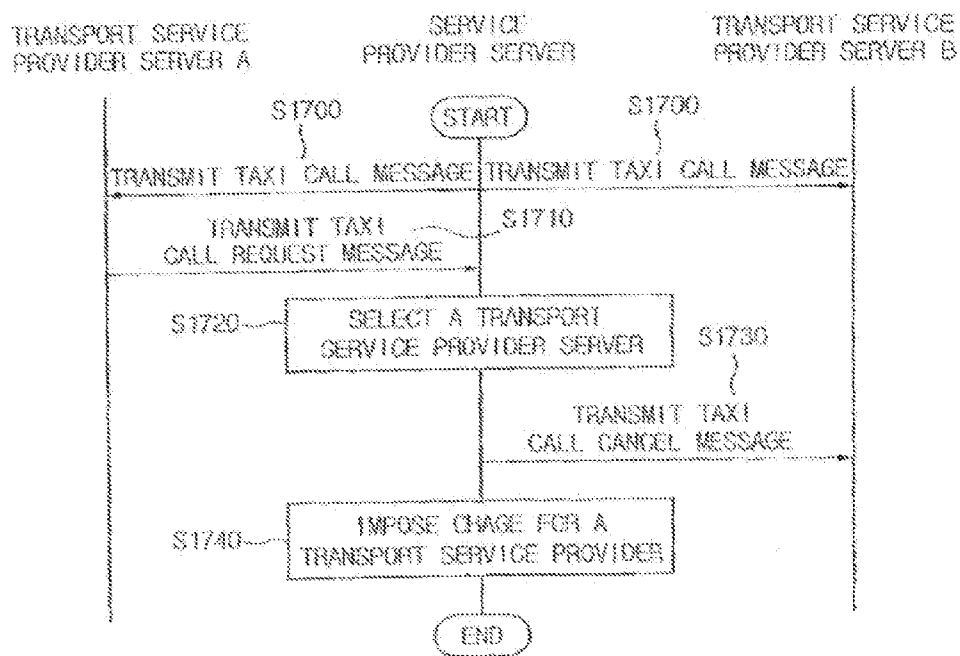 TRANSPORT SERVICE
PROVIDER SERVER A
SERVICE
PROVIDER SERVER
TRANSPORT SERVICE
PROVIDER SERVER B
S1700
START
S1700
TRANSMIT TAXI CALL MESSAGE
TRANSMIT TAXI CALL MESSAGE
TRANSMIT TAXI
CALL REQUEST MESSAGE
S1710
S1720
SELECT A TRANSPORT
SERVICE PROVIDER SERVER
S1730
TRANSMIT TAXI
CALL CANCEL MESSAGE
S1740
IMPOSE CHAGE FOR A
TRANSPORT SERVICE PROVIDER
END